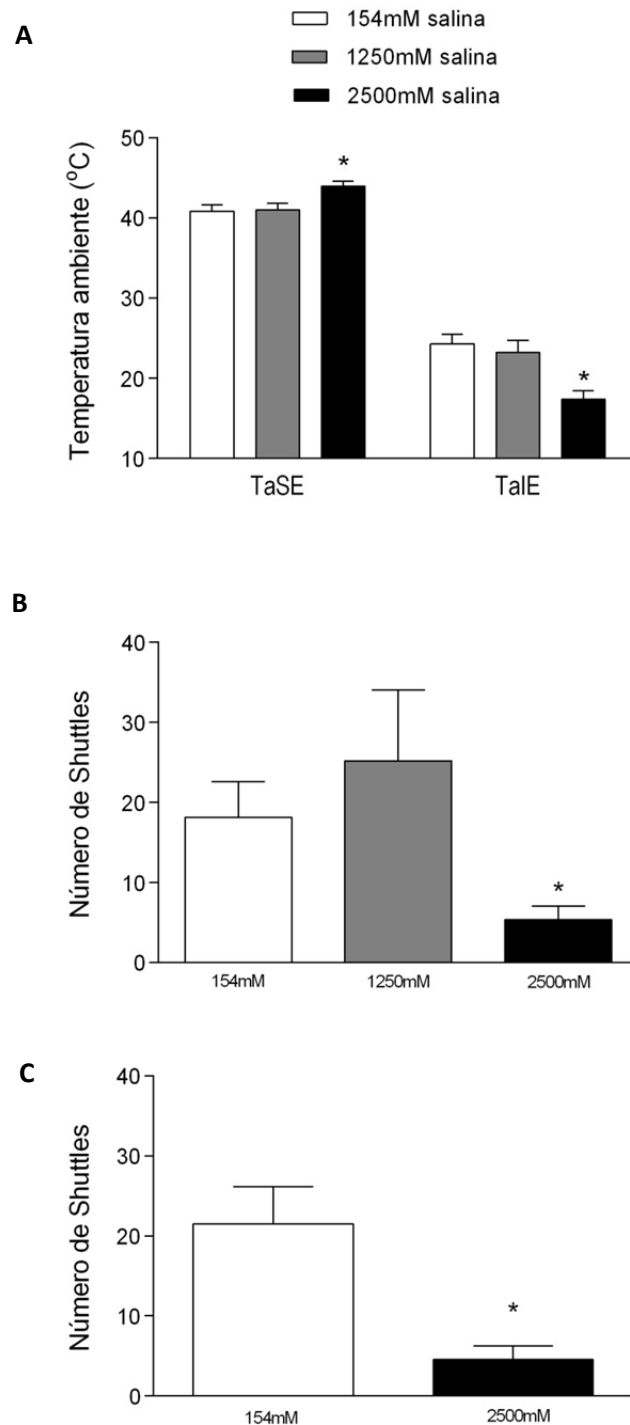 A
154mM salina
1250mM salina
2500mM salina
Temperatura ambiente (°C)
50
40
30
20
10
*
*
TaSE
TaIE
B
Número de Shuttles
40
30
20
10
0
*
154mM
1250mM
2500mM
C
Número de Shuttles
40
30
20
10
0
*
154mM
2500mM